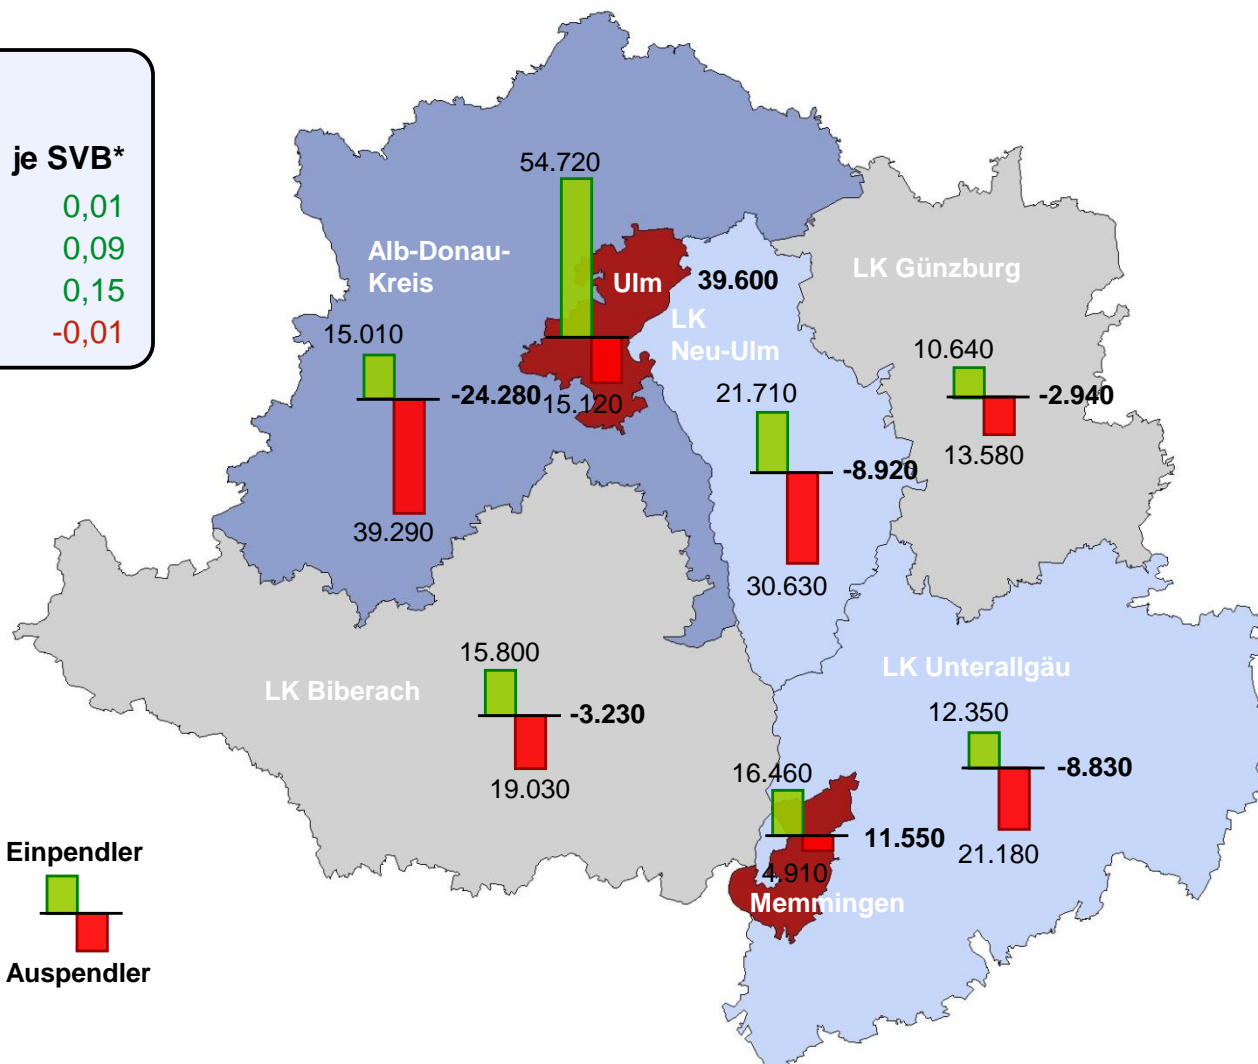 je SVB*
0,01
0,09
0,15
-0,01
54.720
Alb-Donau-
Kreis
Ulm
39.600
LK Günzburg
LK
Neu-Ulm
15.010
10.640
-24.280
15.120
21.710
-2.940
13.580
-8.920
39.290
30.630
15.800
LK Unterallgäu
LK Biberach
-3.230
12.350
19.030
16.460
-8.830
11.550
21.180
4.910
Memmingen
Einpendler
Auspendler